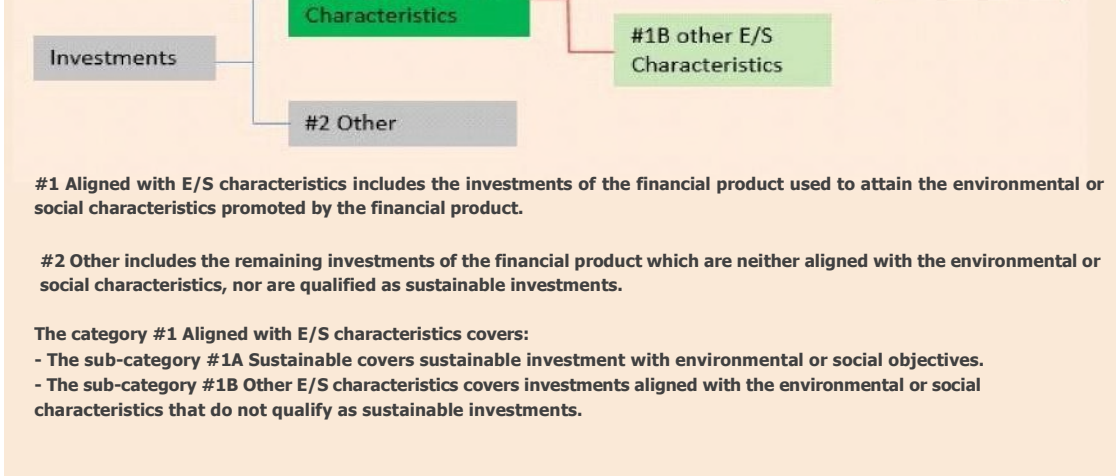 Characteristics
#1B other E/S
Characteristics
Investments
#2 Other
#1 Aligned with E/S characteristics includes the investments of the financial product used to attain the environmental or
social characteristics promoted by the financial product.
#2 Other includes the remaining investments of the financial product which are neither aligned with the environmental or
social characteristics, nor are qualified as sustainable investments.
The category #1 Aligned with E/S characteristics covers:
- The sub-category #1A Sustainable covers sustainable investment with environmental or social objectives.
- The sub-category #1B Other E/S characteristics covers investments aligned with the environmental or social
characteristics that do not qualify as sustainable investments.